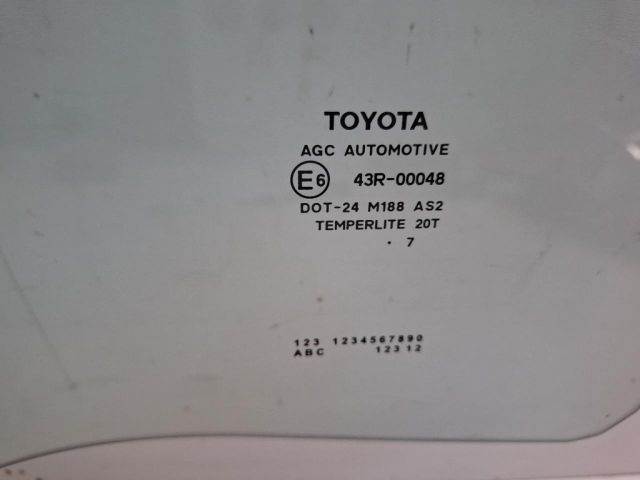 TOYOTA
AGC AUTOMOTIVE
E6 43R-00048
DOT-24 M188 AS2
TEMPERLITE 20T
. 7
123 1234567890
ABC 12312